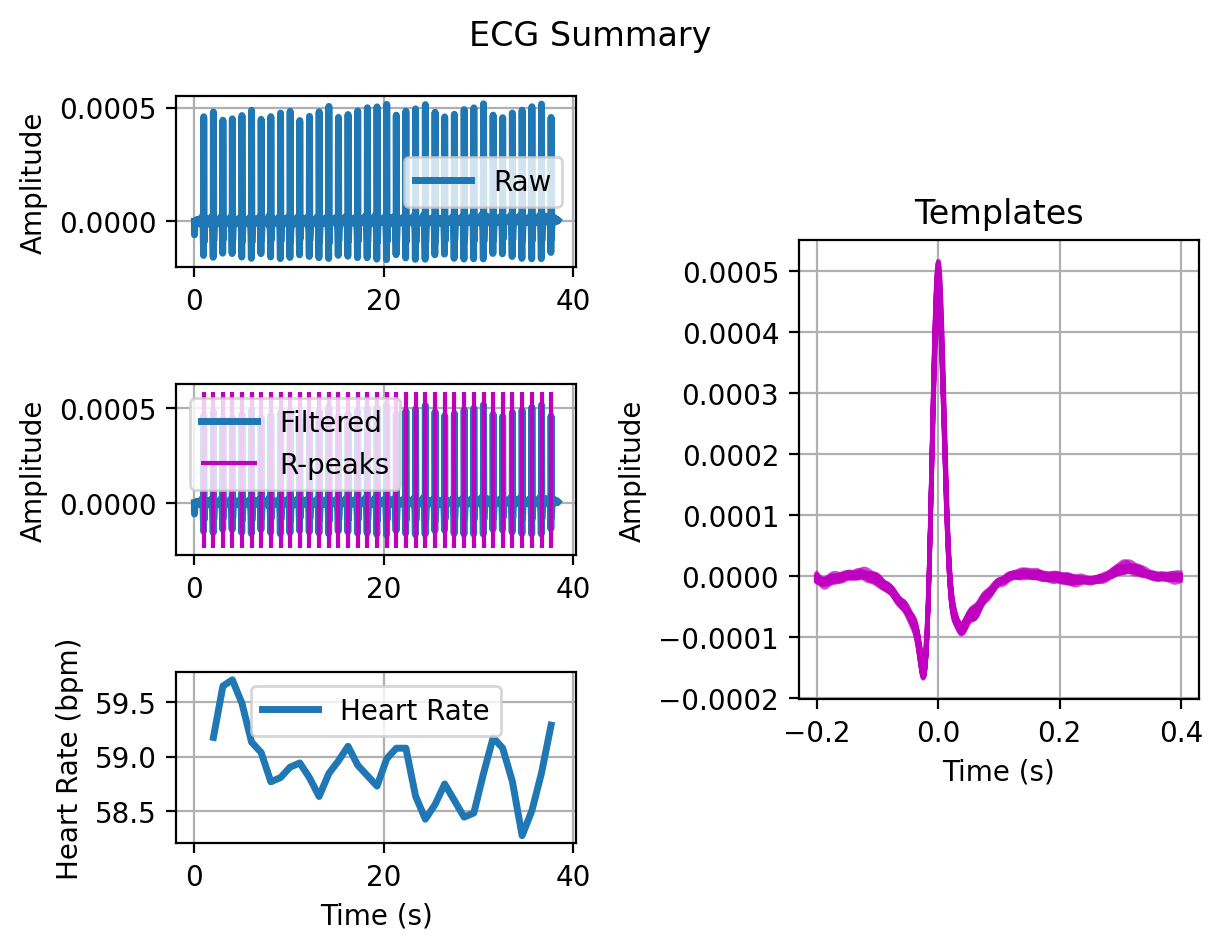 ECG Summary
Amplitude
0.0005
0.0000
Raw
0 20 40
Amplitude
0.0005
0.0000
Filtered
R-peaks
0 20 40
Heart Rate (bpm)
59.5
59.0
58.5
Heart Rate
0 20 40
Time (s)
Templates
Amplitude
0.0005
0.0004
0.0003
0.0002
0.0001
0.0000
−0.0001
−0.0002
−0.2 0.0 0.2 0.4
Time (s)